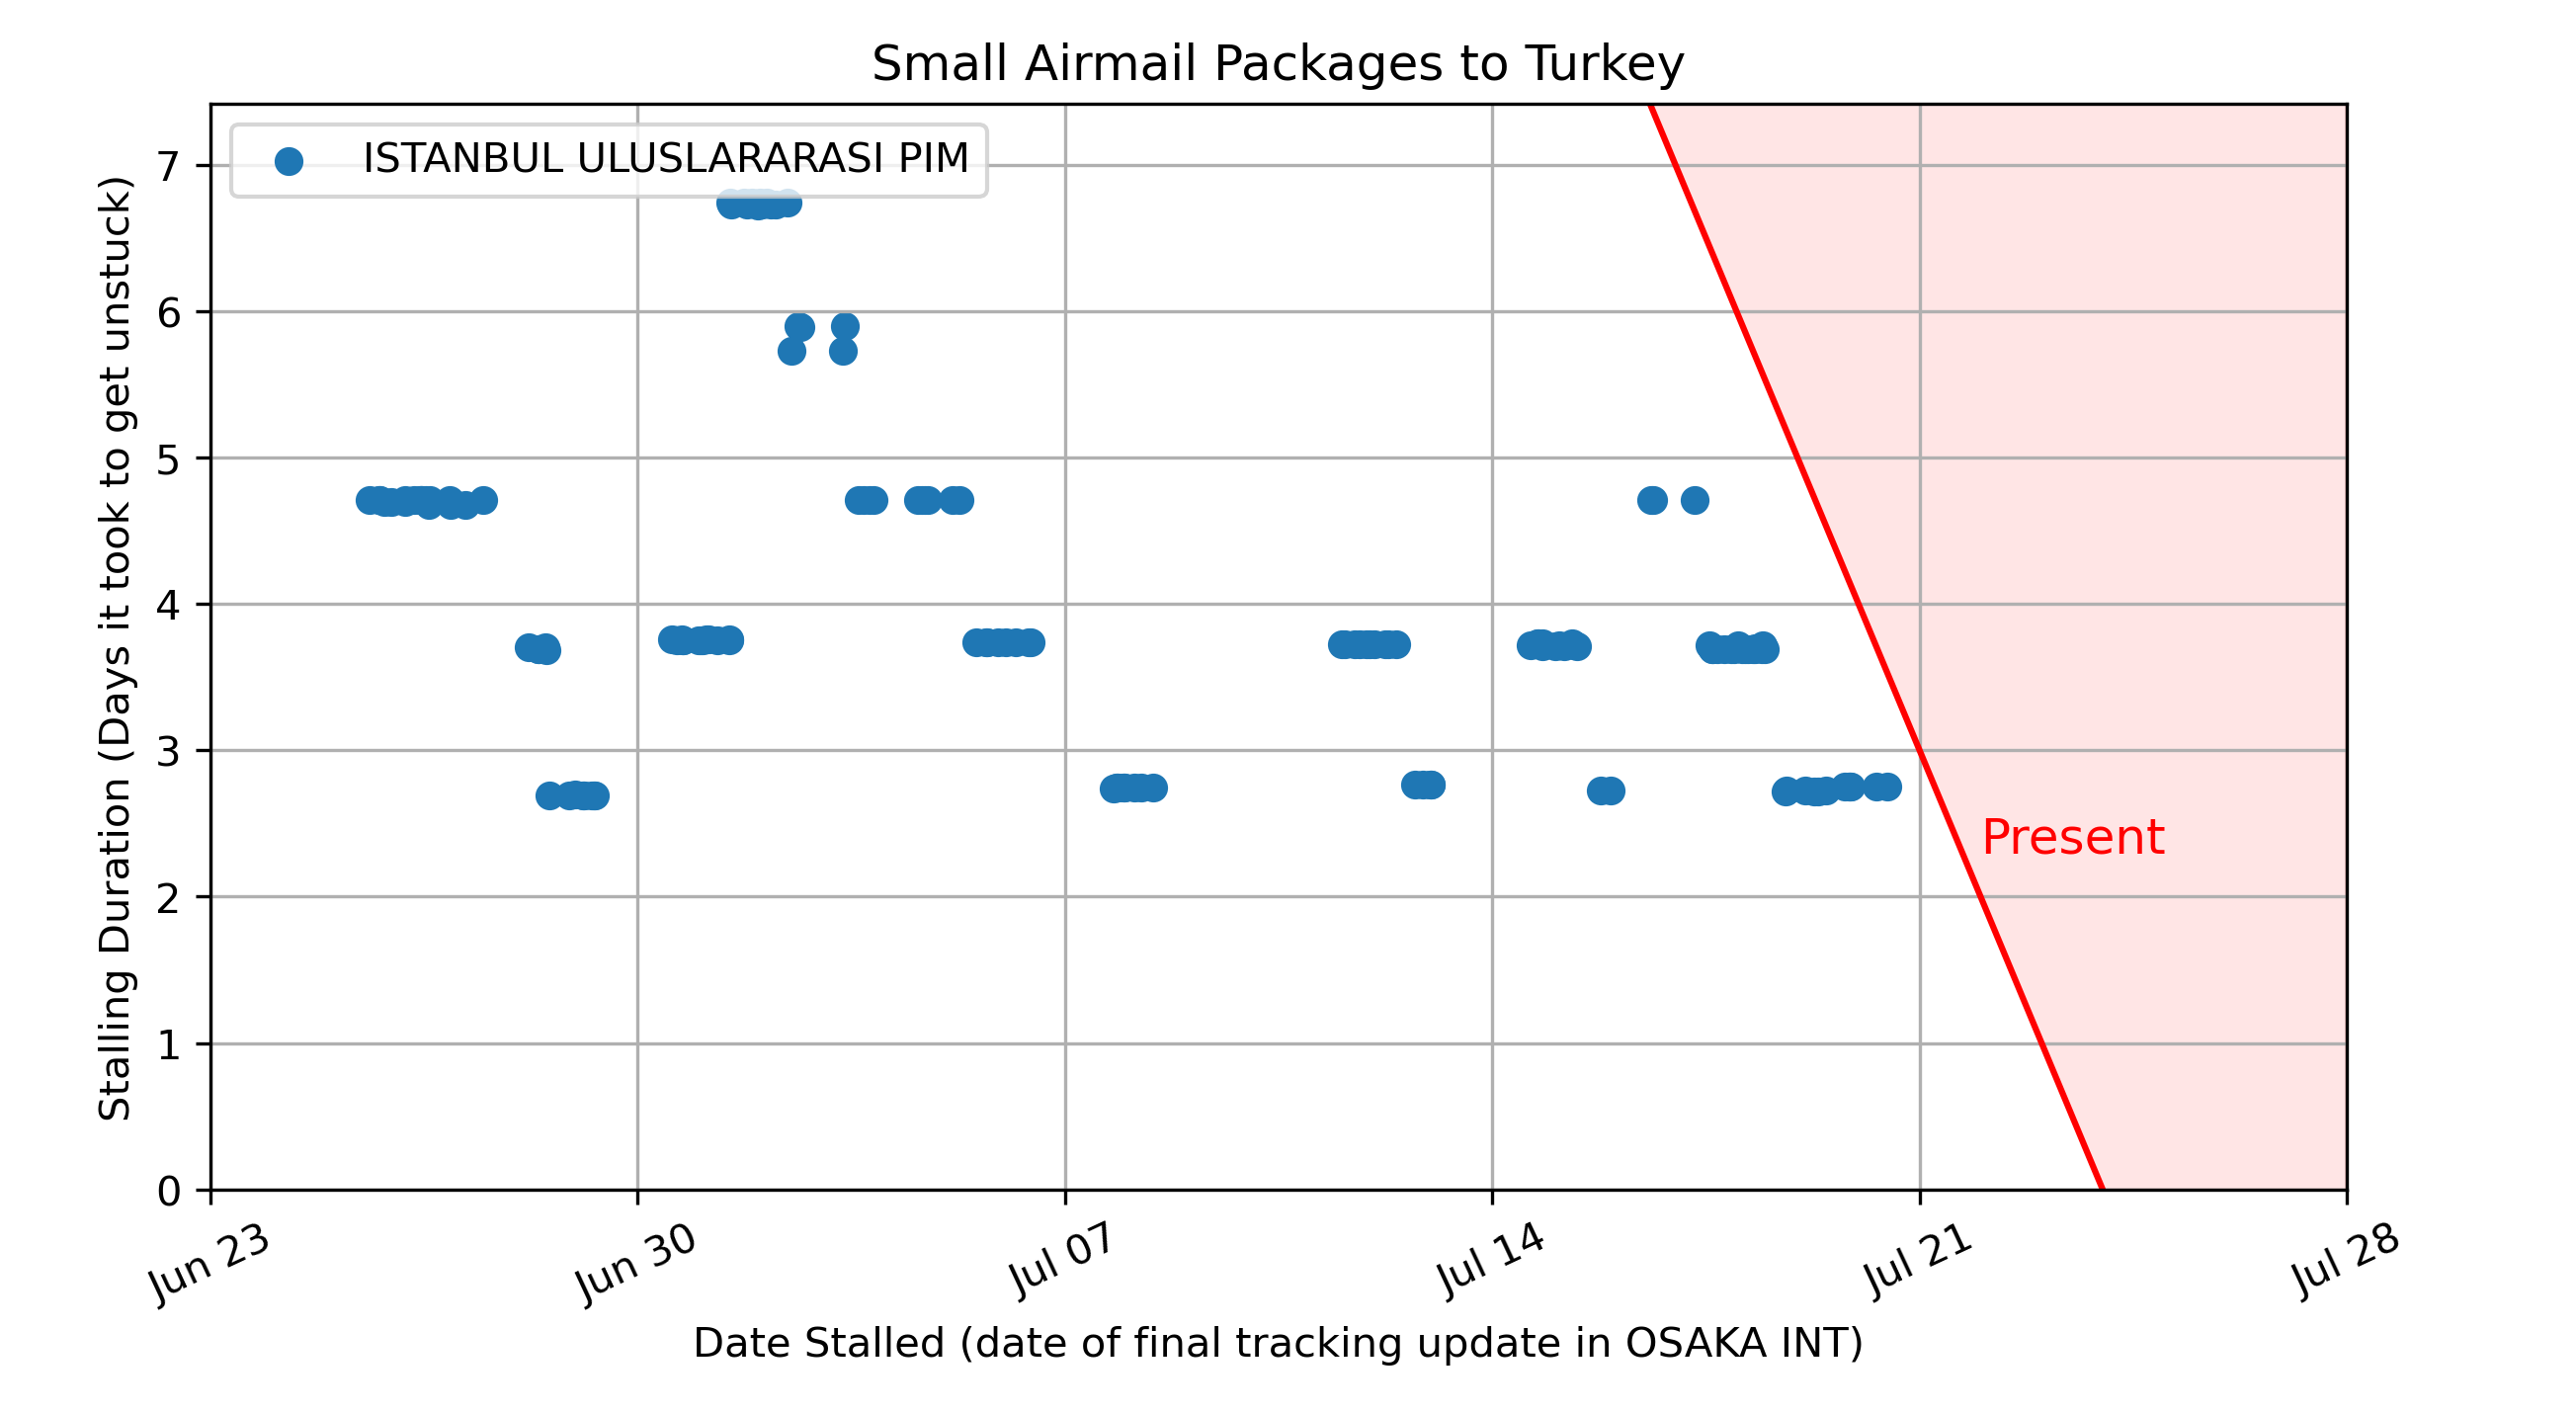 Small Airmail Packages to Turkey
ISTANBUL ULUSLARARASI PIM
Stalling Duration (Days it took to get unstuck)
7
6
5
4
3
2
1
0
Present
Jun 23
Jun 30
Jul 07
Jul 14
Jul 21
Jul 28
Date Stalled (date of final tracking update in OSAKA INT)